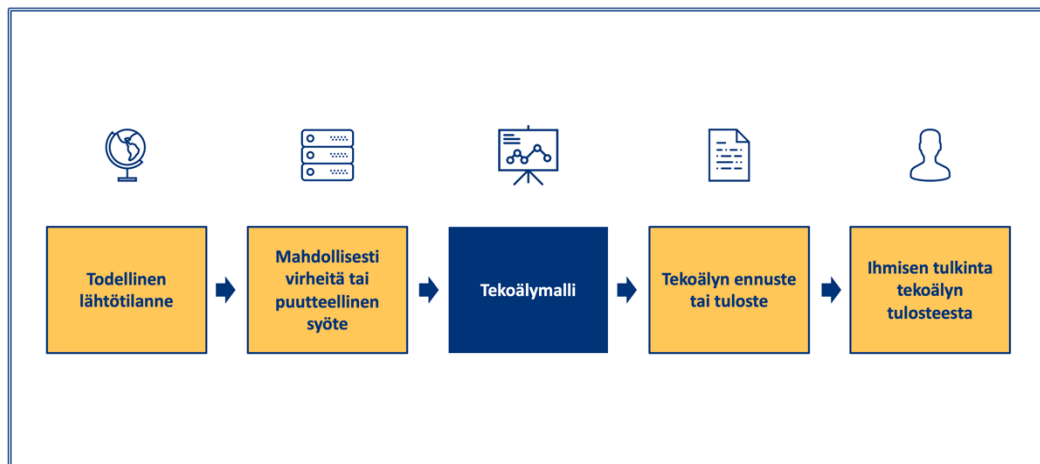 Todellinen
lähtötilanne
Mahdollisesti
virheitä tai
puutteellinen
syöte
Tekoälymalli
Tekoälyn ennuste
tai tuloste
Ihmisen tulkinta
tekoälyn
tulosteesta